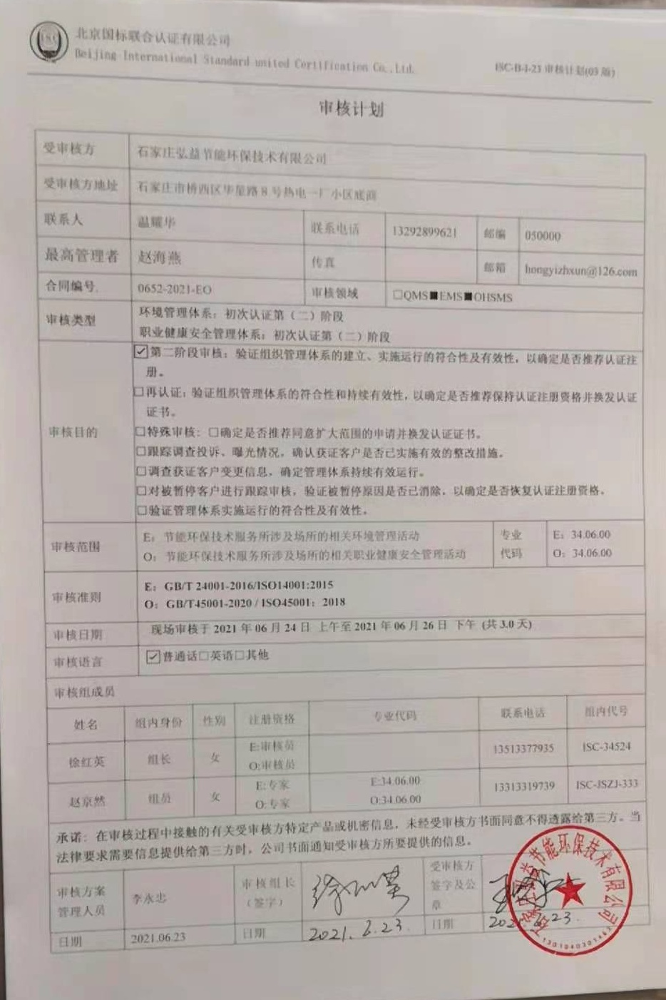 北京国标联合认证有限公司
Beijing International Standard united Certification Co.,Ltd.
ISC-B-I-23 审核计划(03 版)
审核计划
受审核方 石家庄弘益节能环保技术有限公司
受审核方地址 石家庄市桥西区华星路 8 号热电一厂小区底商
联系人 温耀华 联系电话 13292899621 邮编 050000
最高管理者 赵海燕 传真 邮箱 hongyizhxun@126.com
合同编号. 0652-2021-EO 审核领域 □QMS■EMS■OHSMS
审核类型 环境管理体系：初次认证第（二）阶段
职业健康安全管理体系：初次认证第（二）阶段
审核目的
☑第二阶段审核：验证组织管理体系的建立、实施运行的符合性及有效性，以确定是否推荐认证注
册。
□再认证：验证组织管理体系的符合性和持续有效性，以确定是否推荐保持认证注册资格并换发认证
证书。
□特殊审核：□确定是否推荐同意扩大范围的申请并换发认证证书。
□跟踪调查投诉、曝光情况，确认获证客户是否已实施有效的整改措施。
□调查获证客户变更信息，确定管理体系持续有效运行。
□对被暂停客户进行跟踪审核，验证被暂停原因是否已消除，以确定是否恢复认证注册资格。
□验证管理体系实施运行的符合性及有效性。
审核范围 E：节能环保技术服务所涉及场所的相关环境管理活动 专业 E：34.06.00
O：节能环保技术服务所涉及场所的相关职业健康安全管理活动 代码 O：34.06.00
审核准则 E：GB/T 24001-2016/ISO14001:2015
O：GB/T45001-2020 / ISO45001：2018
审核日期 现场审核于 2021 年 06 月 24 日 上午至 2021 年 06 月 26 日 下午 (共 3.0 天)
审核语言 ☑普通话□英语□其他
审核组成员
姓名 组内身份 性别 注册资格 专业代码 联系电话 组内代号
徐红英 组长 女 E:审核员 13513377935 ISC-34524
O:审核员
赵京然 组员 女 E:专家 E:34.06.00 13313319739 ISC-JSZJ-333
O:专家 O:34.06.00
承诺：在审核过程中接触的有关受审核方特定产品或机密信息，未经受审核方书面同意不得透露给第三方。当
法律要求需要信息提供给第三方时，公司书面通知受审核方所要提供的信息。
审核方案 李永忠 审核组长 徐红英 受审核方
管理人员 （签字） 签字及公
章
日期 2021.06.23 日期 2021.6.23. 日期
节能环保技术有限公司